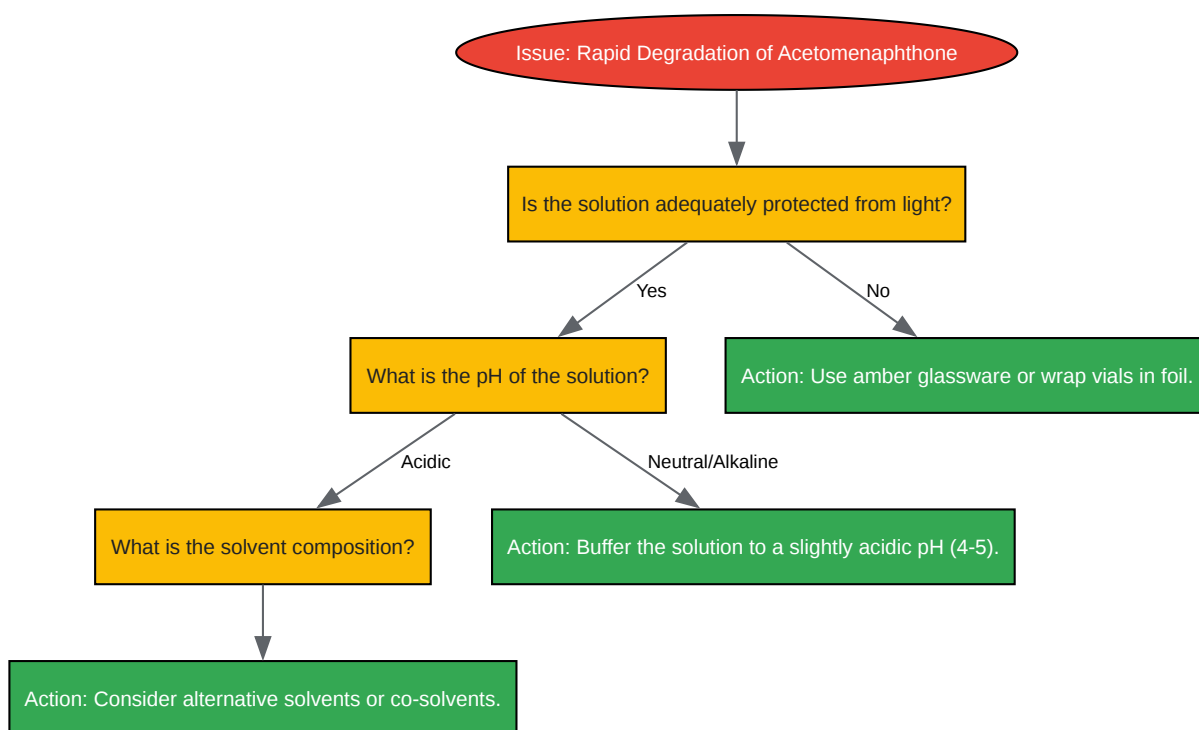 Issue: Rapid Degradation of Acetomenaphthone
Is the solution adequately protected from light?
Yes
No
What is the pH of the solution?
Action: Use amber glassware or wrap vials in foil.
Acidic
Neutral/Alkaline
What is the solvent composition?
Action: Buffer the solution to a slightly acidic pH (4-5).
Action: Consider alternative solvents or co-solvents.